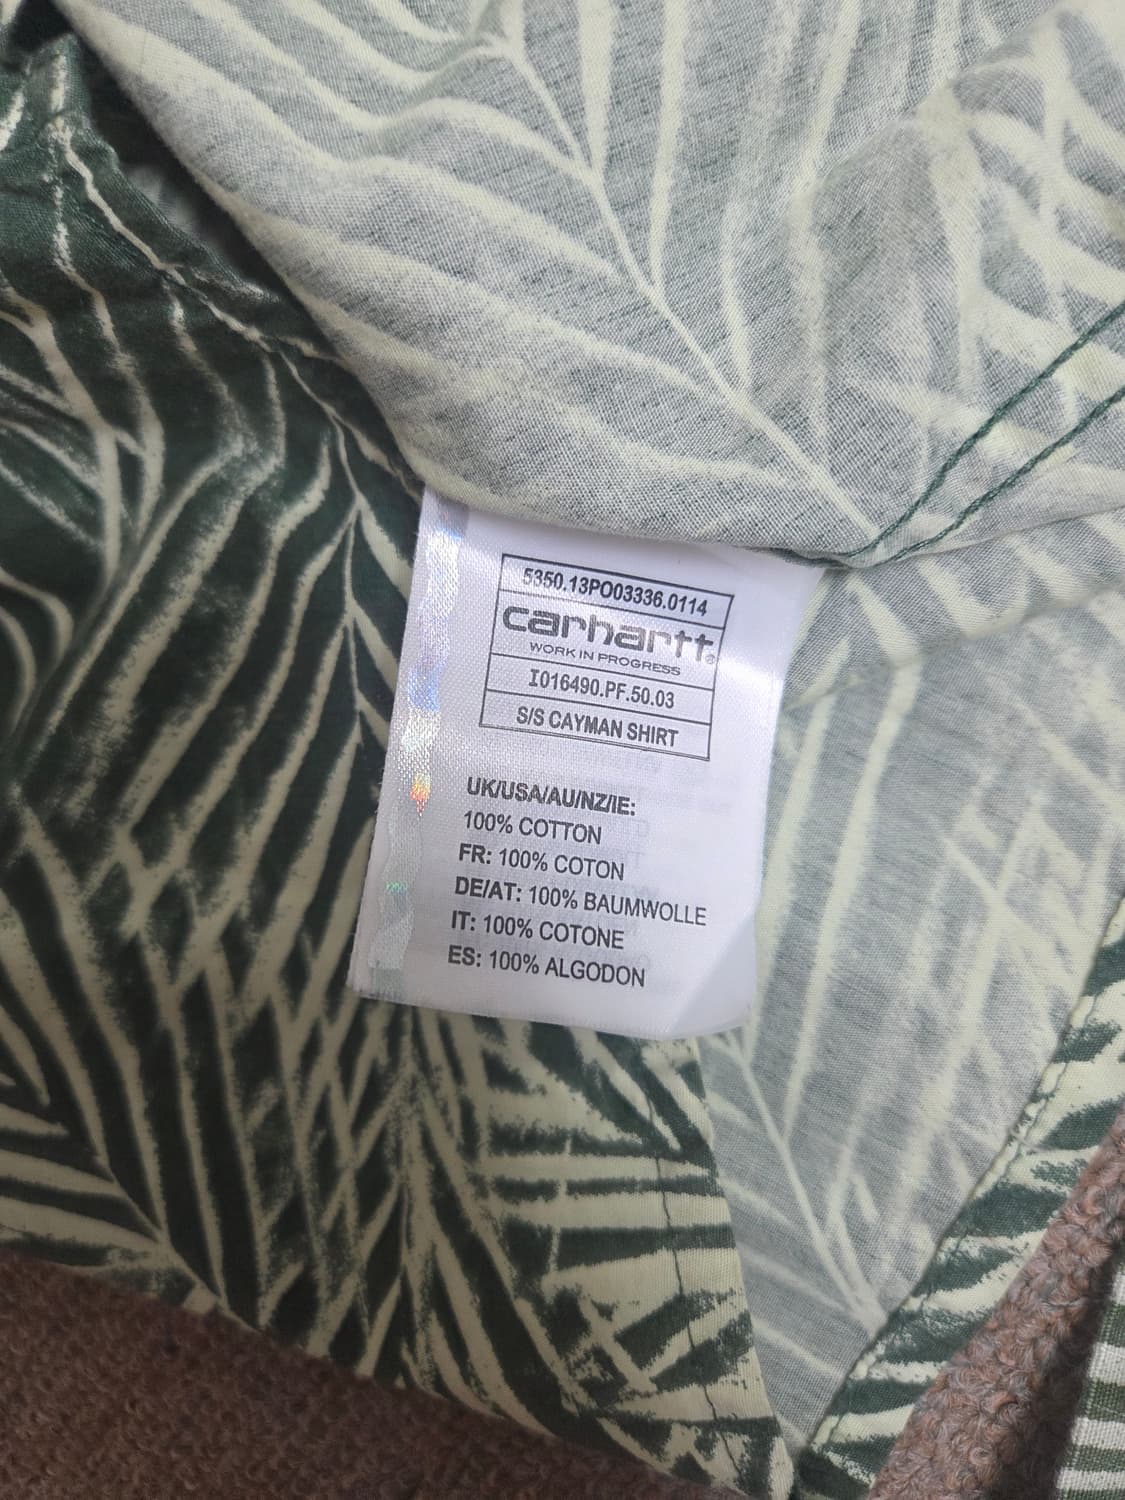 5350.13PO03336.0114
carhartt®
WORK IN PROGRESS
I016490.PF.50.03
S/S CAYMAN SHIRT
UK/USA/AU/NZ/IE:
100% COTTON
FR: 100% COTON
DE/AT: 100% BAUMWOLLE
IT: 100% COTONE
ES: 100% ALGODON